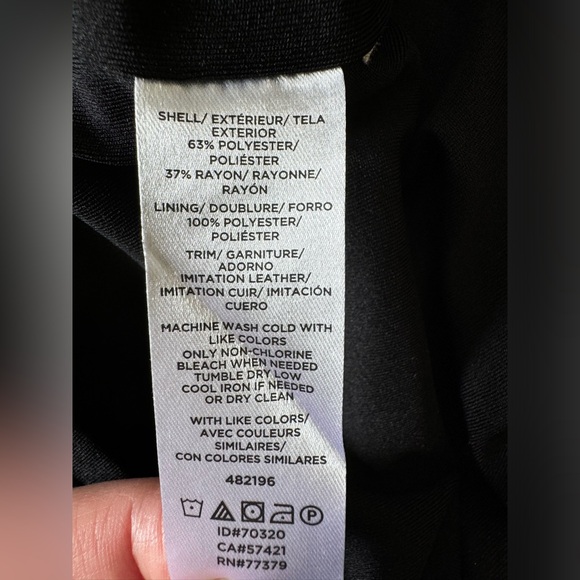 SHELL/ EXTÉRIEUR/ TELA
EXTERIOR
63% POLYESTER/
POLIÉSTER
37% RAYON/ RAYONNE/
RAYÓN
LINING/ DOUBLURE/ FORRO
100% POLYESTER/
POLIÉSTER
TRIM/ GARNITURE/
ADORNO
IMITATION LEATHER/
IMITATION CUIR/ IMITACIÓN
CUERO
MACHINE WASH COLD WITH
LIKE COLORS
ONLY NON-CHLORINE
BLEACH WHEN NEEDED
TUMBLE DRY LOW
COOL IRON IF NEEDED
OR DRY CLEAN
WITH LIKE COLORS/
AVEC COULEURS
SIMILAIRES/
CON COLORES SIMILARES
482196
P
ID#70320
CA#57421
RN#77379